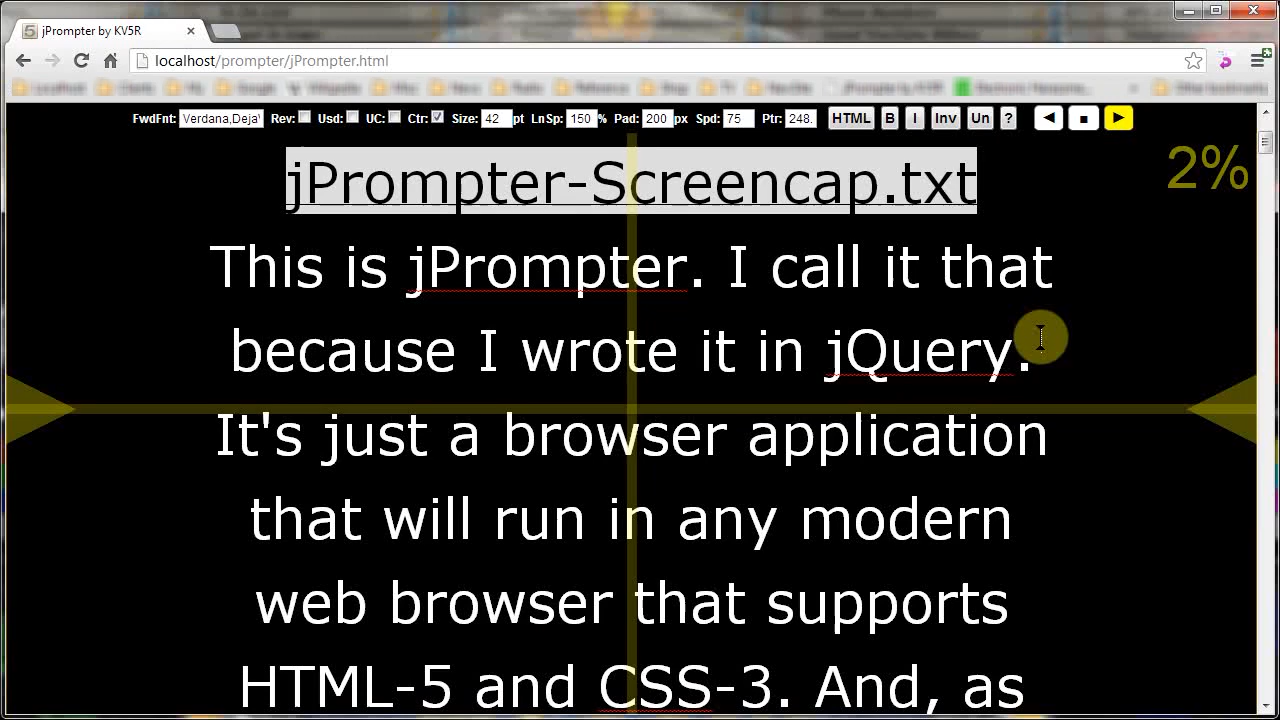 jPrompter by KV5R
localhost/prompter/jPrompter.html
FwdFnt: Verdana,Deja Rev: Usd: UC: Ctr: Size: 42 pt LnSp: 150 % Pad: 200 px Spd: 75 Ptr: 248. HTML B I Inv Un ?
2%
jPrompter-Screencap.txt
This is jPrompter. I call it that
because I wrote it in jQuery.
It's just a browser application
that will run in any modern
web browser that supports
HTML-5 and CSS-3. And, as